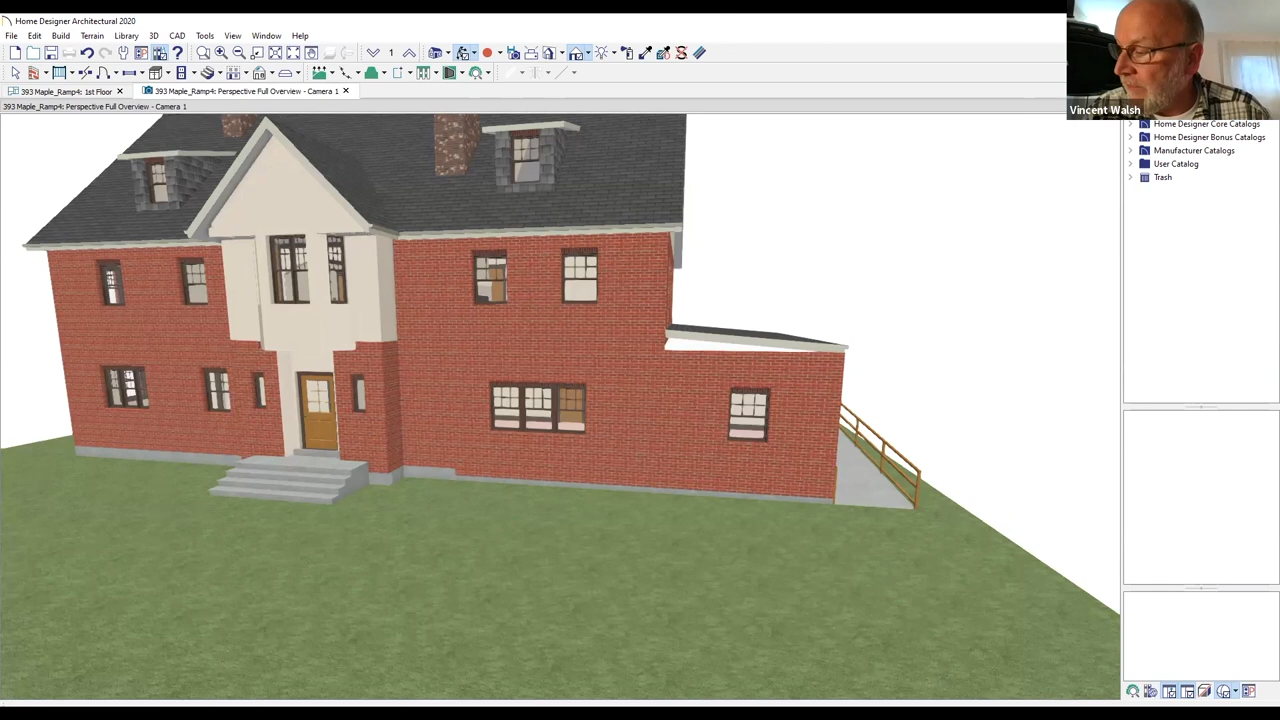 Home Designer Architectural 2020
File Edit Build Terrain Library 3D CAD Tools View Window Help
1
393 Maple_Ramp4: 1st Floor
393 Maple_Ramp4: Perspective Full Overview - Camera 1
393 Maple_Ramp4: Perspective Full Overview - Camera 1
Vincent Walsh
Home Designer Core Catalogs
Home Designer Bonus Catalogs
Manufacturer Catalogs
User Catalog
Trash